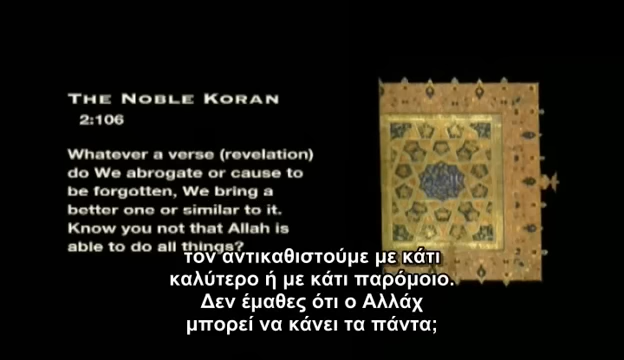 THE NOBLE KORAN
2:106
Whatever a verse (revelation)
do We abrogate or cause to
be forgotten, We bring a
better one or similar to it.
Know you not that Allah is
able to do all things?
τον αντικαθιστούμε με κάτι
καλύτερο ή με κάτι παρόμοιο.
Δεν έμαθες ότι ο Αλλάχ
μπορεί να κάνει τα πάντα;